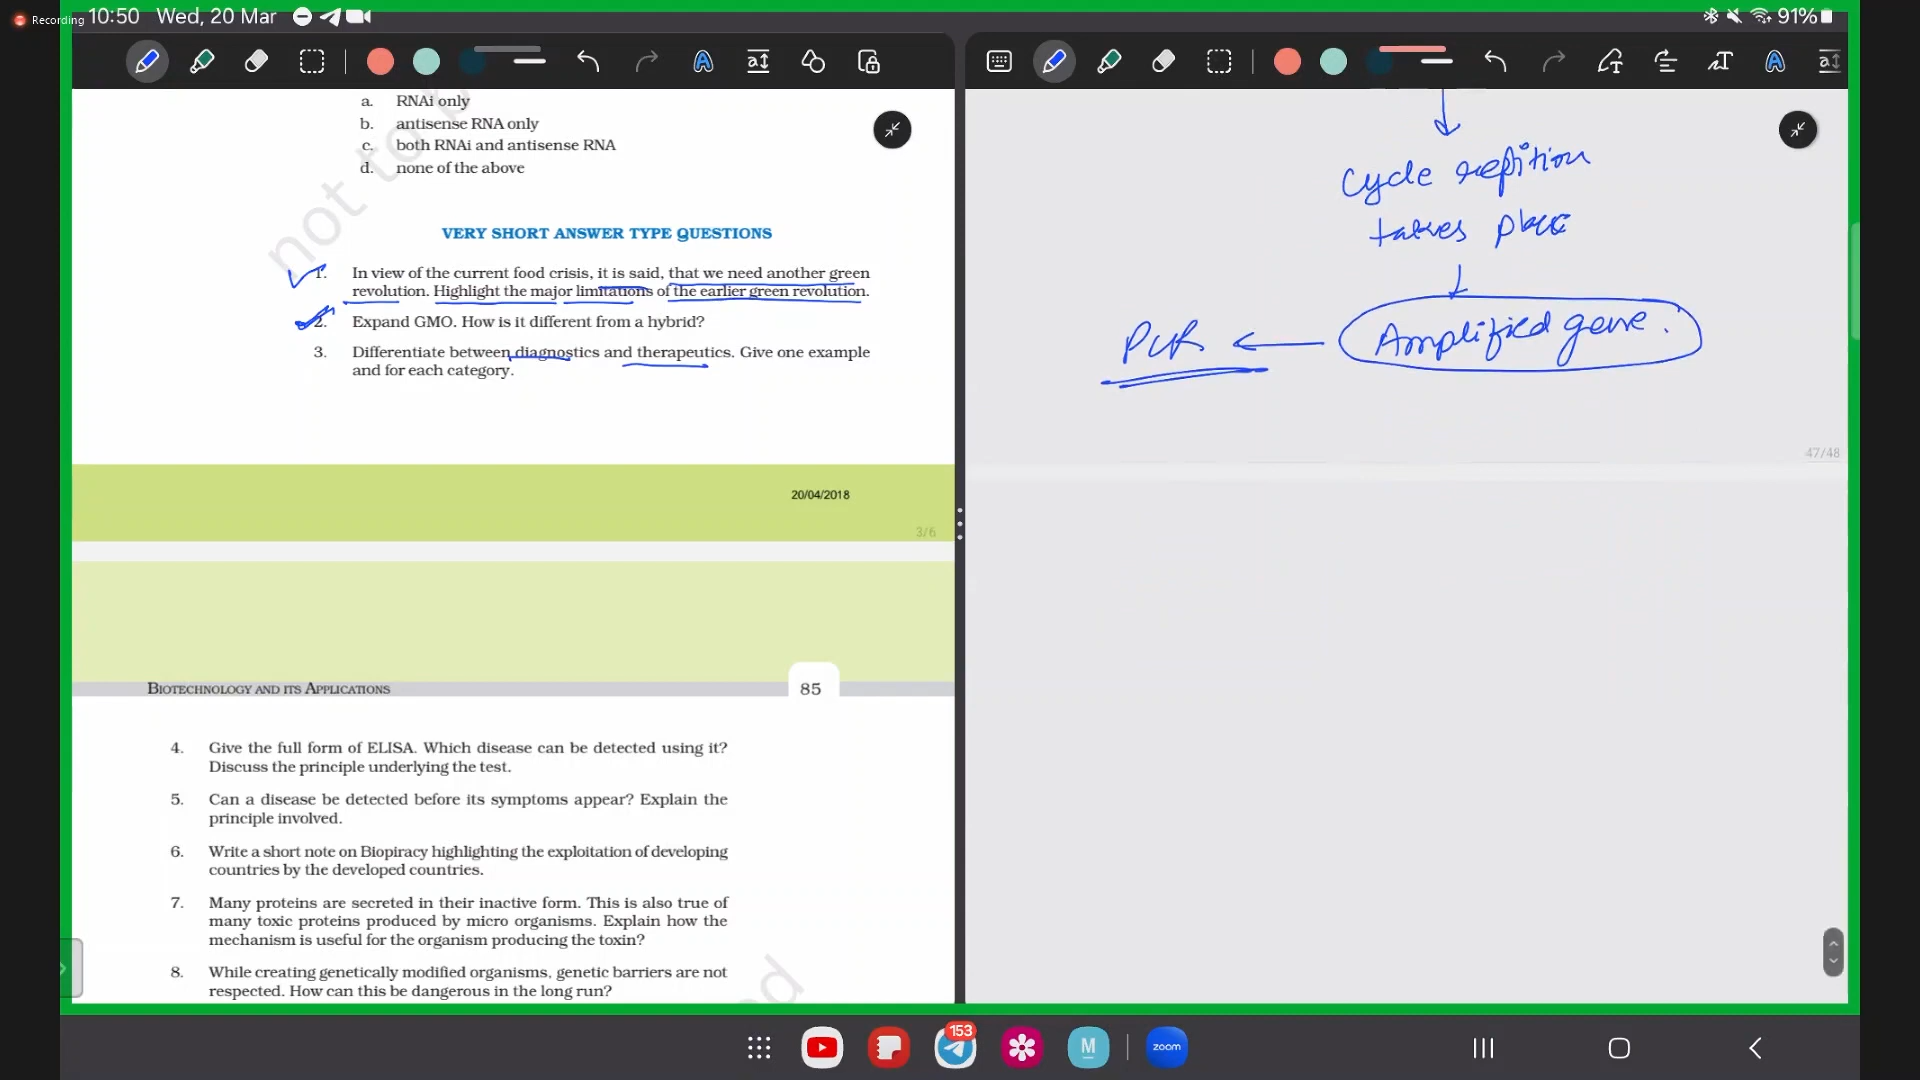 Recording 10:50 Wed, 20 Mar 91%
a. RNAi only
b. antisense RNA only
c. both RNAi and antisense RNA
d. none of the above
not to b
VERY SHORT ANSWER TYPE QUESTIONS
1. In view of the current food crisis, it is said, that we need another green
revolution. Highlight the major limitations of the earlier green revolution.
2. Expand GMO. How is it different from a hybrid?
3. Differentiate between diagnostics and therapeutics. Give one example
and for each category.
20/04/2018
3/6
BIOTECHNOLOGY AND ITS APPLICATIONS 85
4. Give the full form of ELISA. Which disease can be detected using it?
Discuss the principle underlying the test.
5. Can a disease be detected before its symptoms appear? Explain the
principle involved.
6. Write a short note on Biopiracy highlighting the exploitation of developing
countries by the developed countries.
7. Many proteins are secreted in their inactive form. This is also true of
many toxic proteins produced by micro organisms. Explain how the
mechanism is useful for the organism producing the toxin?
8. While creating genetically modified organisms, genetic barriers are not
respected. How can this be dangerous in the long run?
Cycle
takes place
Amplified gene.
PCR
47/48
153
M
zoom